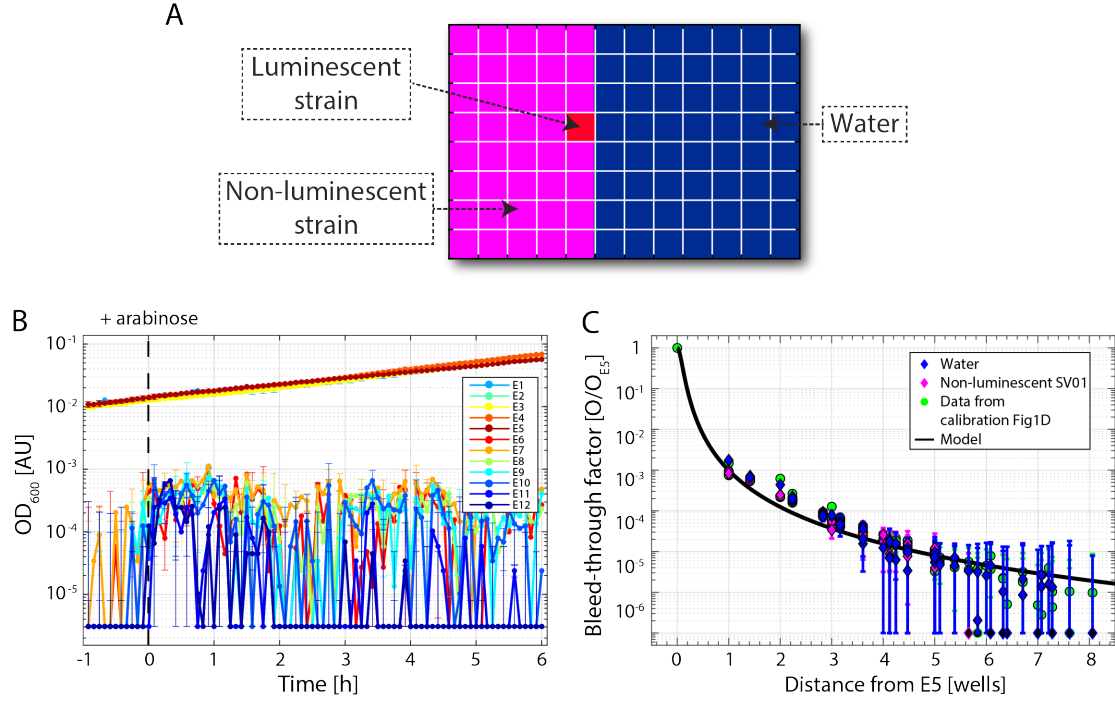 A
Luminescent
strain
Water
Non-luminescent
strain
B
+ arabinose
OD600 [AU]
10-1
10-2
10-3
10-4
10-5
E1
E2
E3
E4
E5
E6
E7
E8
E9
E10
E11
E12
-1 0 1 2 3 4 5 6
Time [h]
C
Bleed-through factor [O/OE5]
1
10-1
10-2
10-3
10-4
10-5
10-6
Water
Non-luminescent SV01
Data from
calibration Fig1D
Model
0 1 2 3 4 5 6 7 8
Distance from E5 [wells]